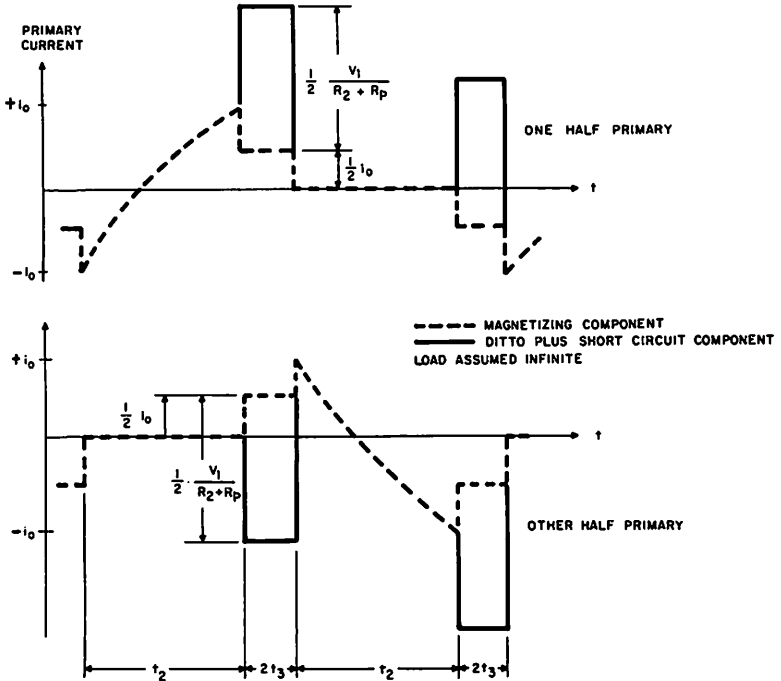 PRIMARY
CURRENT
+i₀
1/2 V₁/(R₂ + Rₚ)
1/2 i₀
ONE HALF PRIMARY
t
-i₀
MAGNETIZING COMPONENT
DITTO PLUS SHORT CIRCUIT COMPONENT
LOAD ASSUMED INFINITE
+i₀
1/2 i₀
t
1/2 · V₁/(R₂+Rₚ)
-i₀
OTHER HALF PRIMARY
t₂ 2t₃ t₂ 2t₃